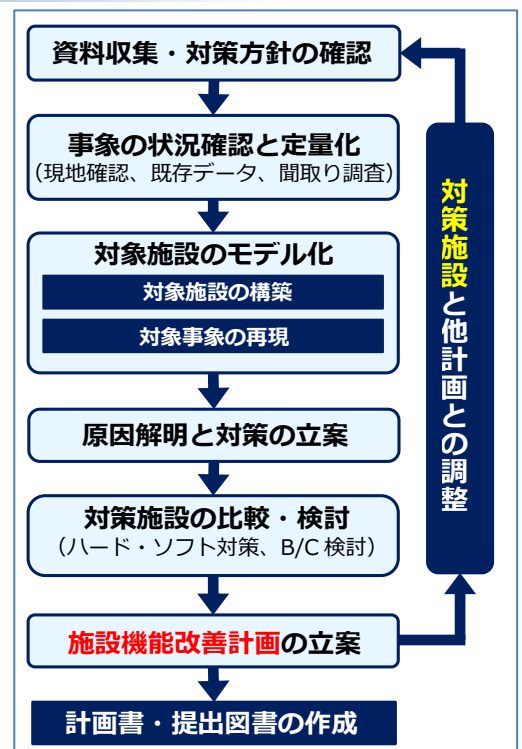 資料収集・対策方針の確認
事象の状況確認と定量化
（現地確認、既存データ、聞取り調査）
対象施設のモデル化
対象施設の構築
対象事象の再現
原因解明と対策の立案
対策施設の比較・検討
（ハード・ソフト対策、B/C 検討）
施設機能改善計画の立案
計画書・提出図書の作成
対策施設と他計画との調整